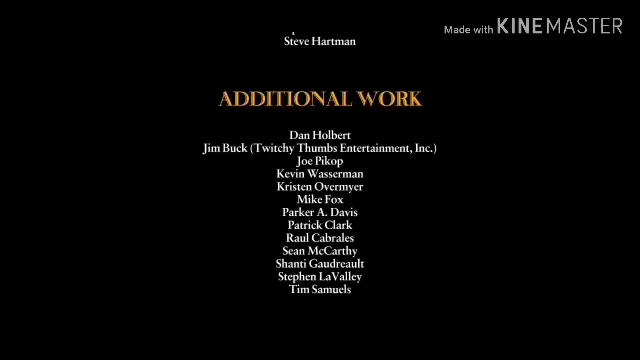 Made with KINEMASTER
Steve Hartman
ADDITIONAL WORK
Dan Holbert
Jim Buck (Twitchy Thumbs Entertainment, Inc.)
Joe Pikop
Kevin Wasserman
Kristen Overmyer
Mike Fox
Parker A. Davis
Patrick Clark
Raul Cabrales
Sean McCarthy
Shanti Gaudreault
Stephen LaValley
Tim Samuels